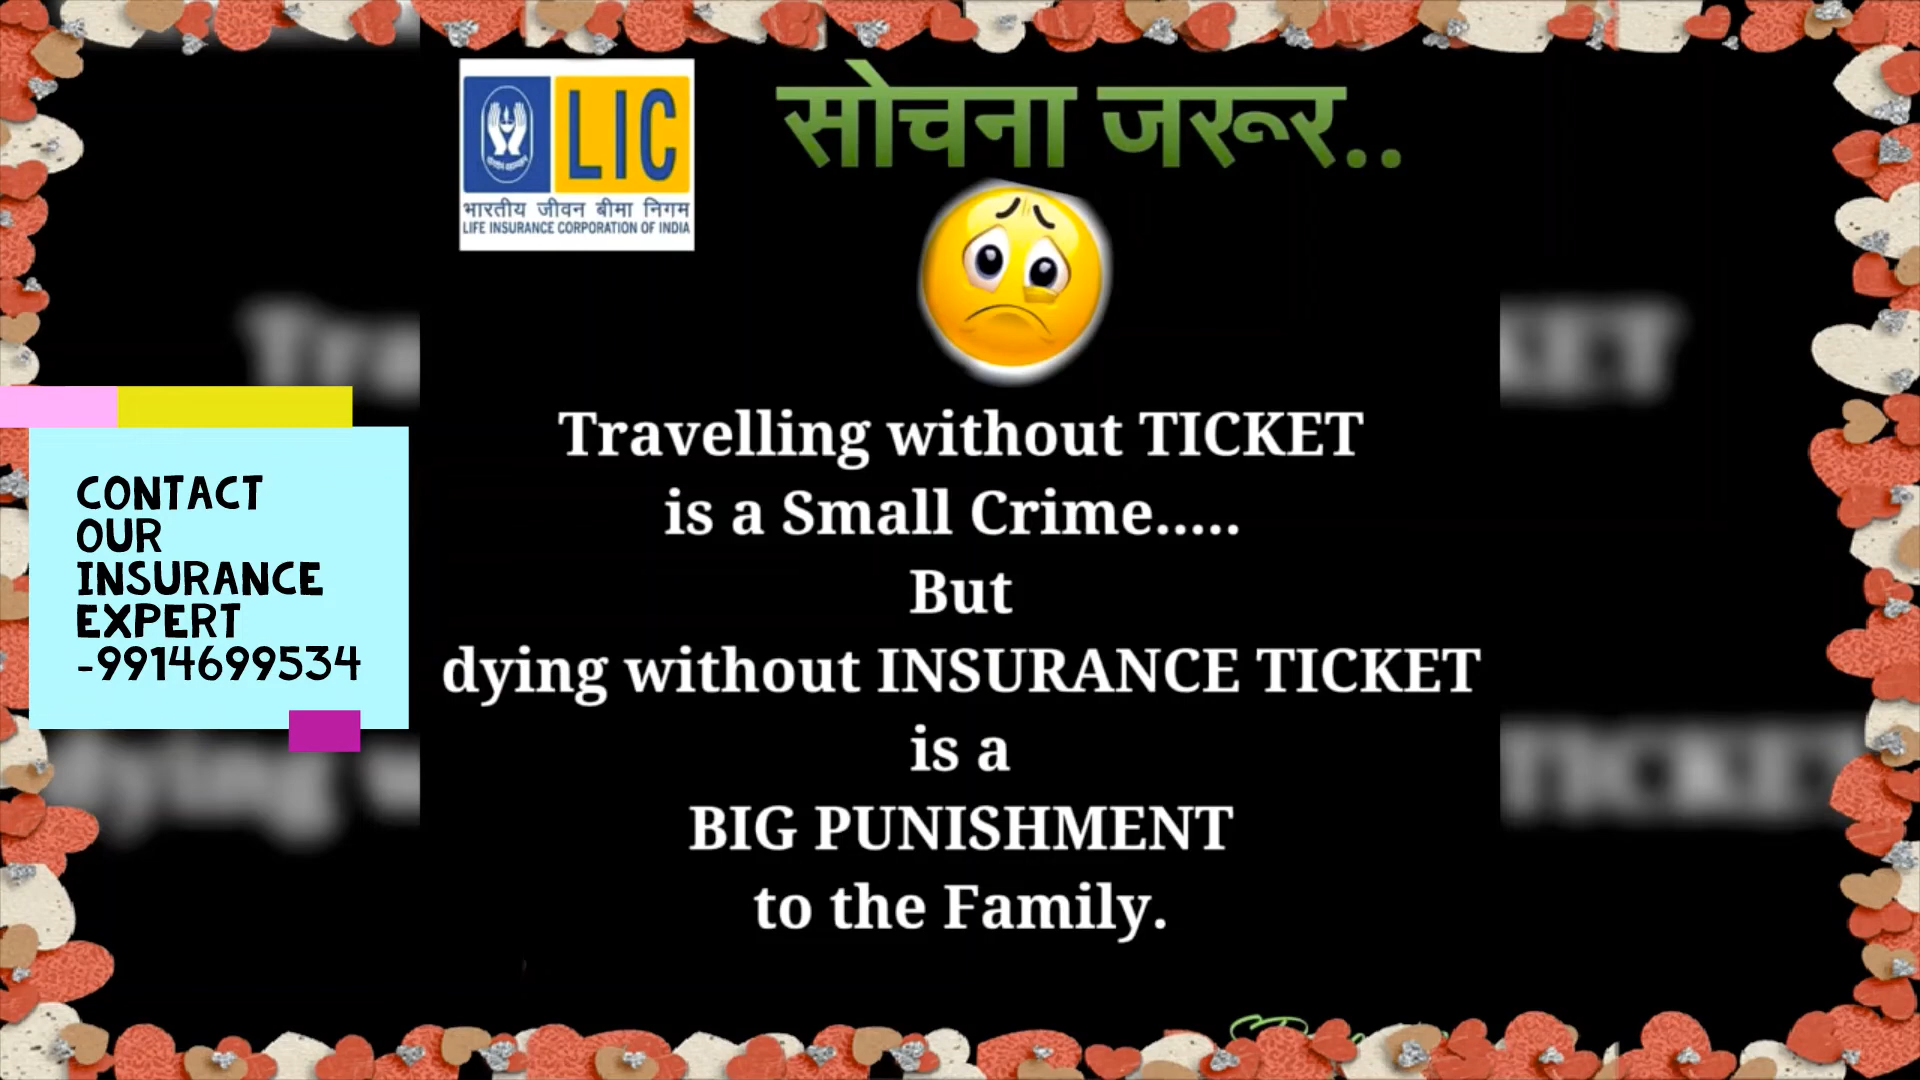 LIC
भारतीय जीवन बीमा निगम
LIFE INSURANCE CORPORATION OF INDIA
सोचना जरूर..
Travelling without TICKET
is a Small Crime.....
But
dying without INSURANCE TICKET
is a
BIG PUNISHMENT
to the Family.
CONTACT
OUR
INSURANCE
EXPERT
-9914699534